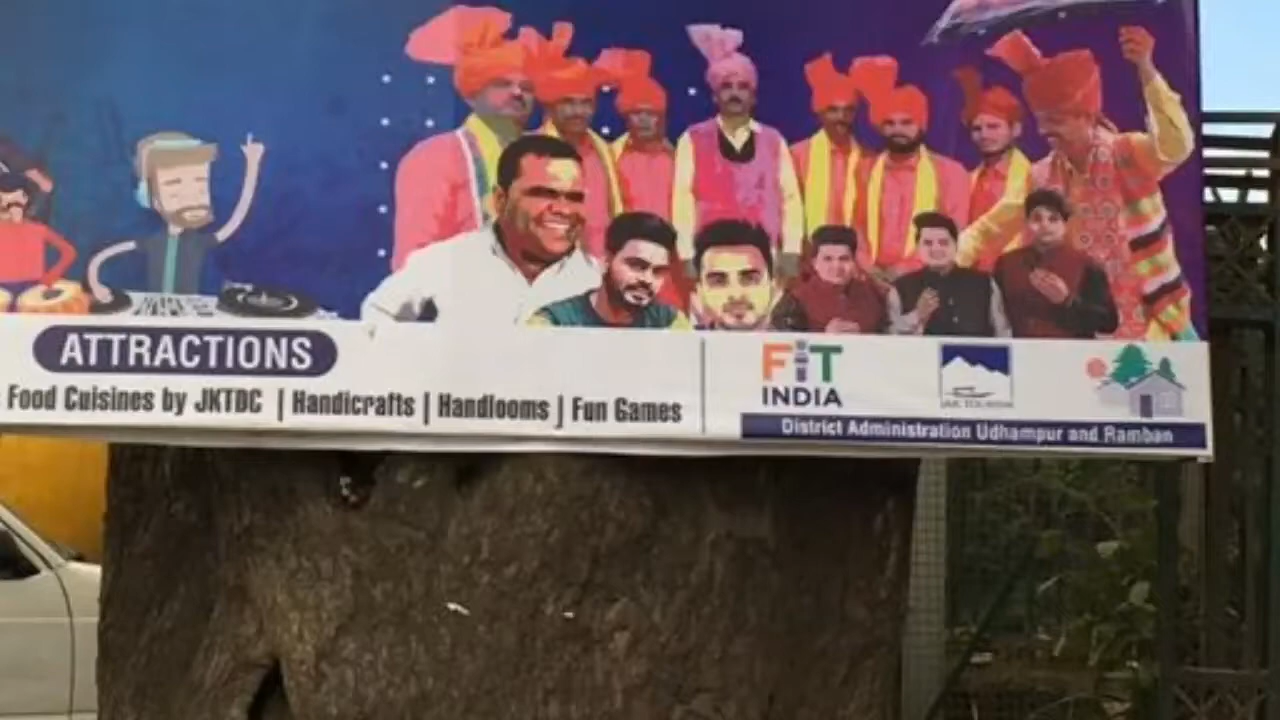 ATTRACTIONS
Food Cuisines by JKTDC | Handicrafts | Handlooms | Fun Games
FiT
INDIA
District Administration Udhampur and Ramban